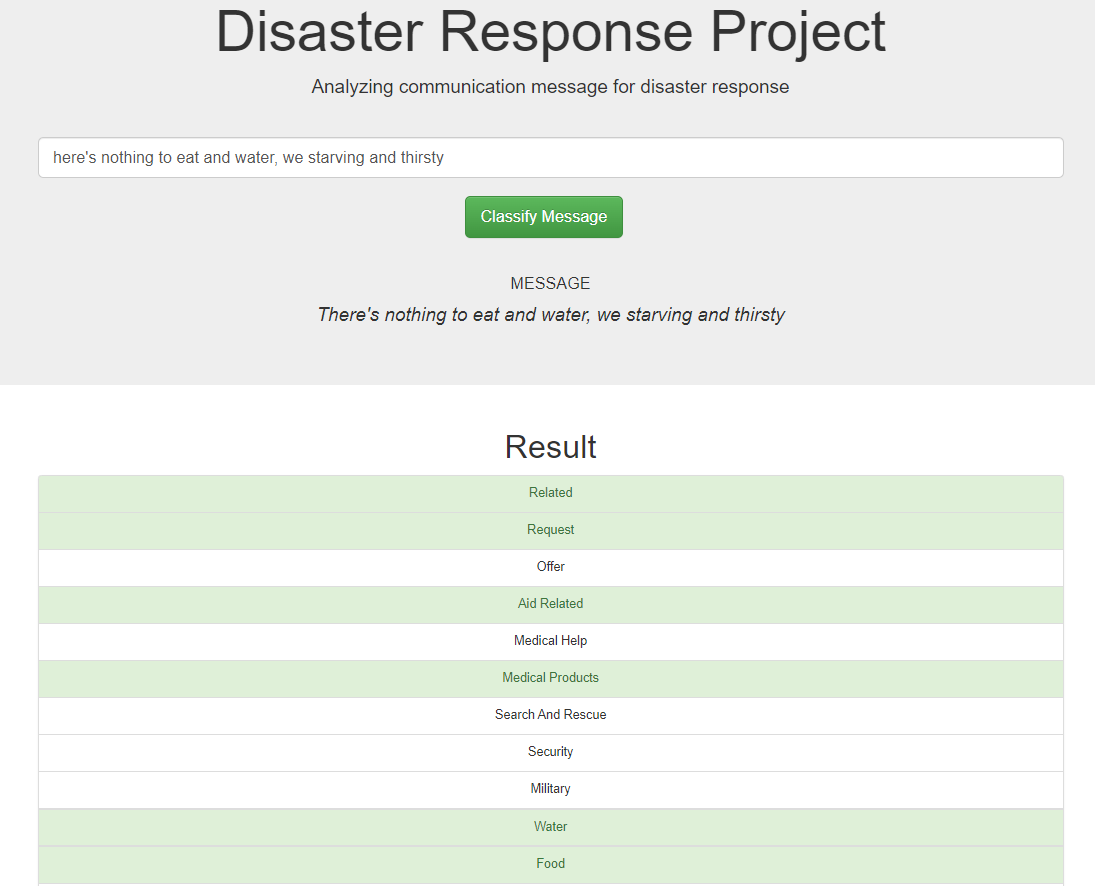 Disaster Response Project
Analyzing communication message for disaster response
here's nothing to eat and water, we starving and thirsty
Classify Message
MESSAGE
There's nothing to eat and water, we starving and thirsty
Result
Related
Request
Offer
Aid Related
Medical Help
Medical Products
Search And Rescue
Security
Military
Water
Food